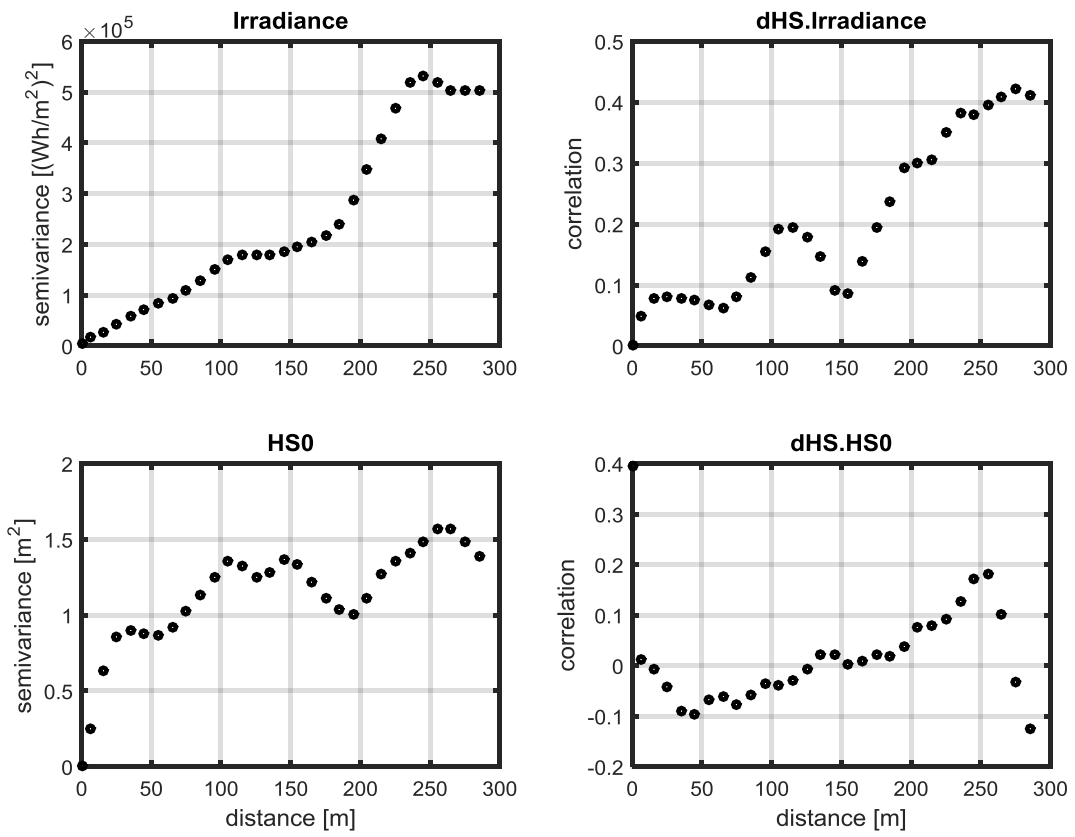 Irradiance
×10^5
semivariance [(Wh/m^2)^2]
6
5
4
3
2
1
0
0 50 100 150 200 250 300
dHS.Irradiance
correlation
0.5
0.4
0.3
0.2
0.1
0
0 50 100 150 200 250 300
HS0
semivariance [m^2]
2
1.5
1
0.5
0
0 50 100 150 200 250 300
distance [m]
dHS.HS0
correlation
0.4
0.3
0.2
0.1
0
-0.1
-0.2
0 50 100 150 200 250 300
distance [m]